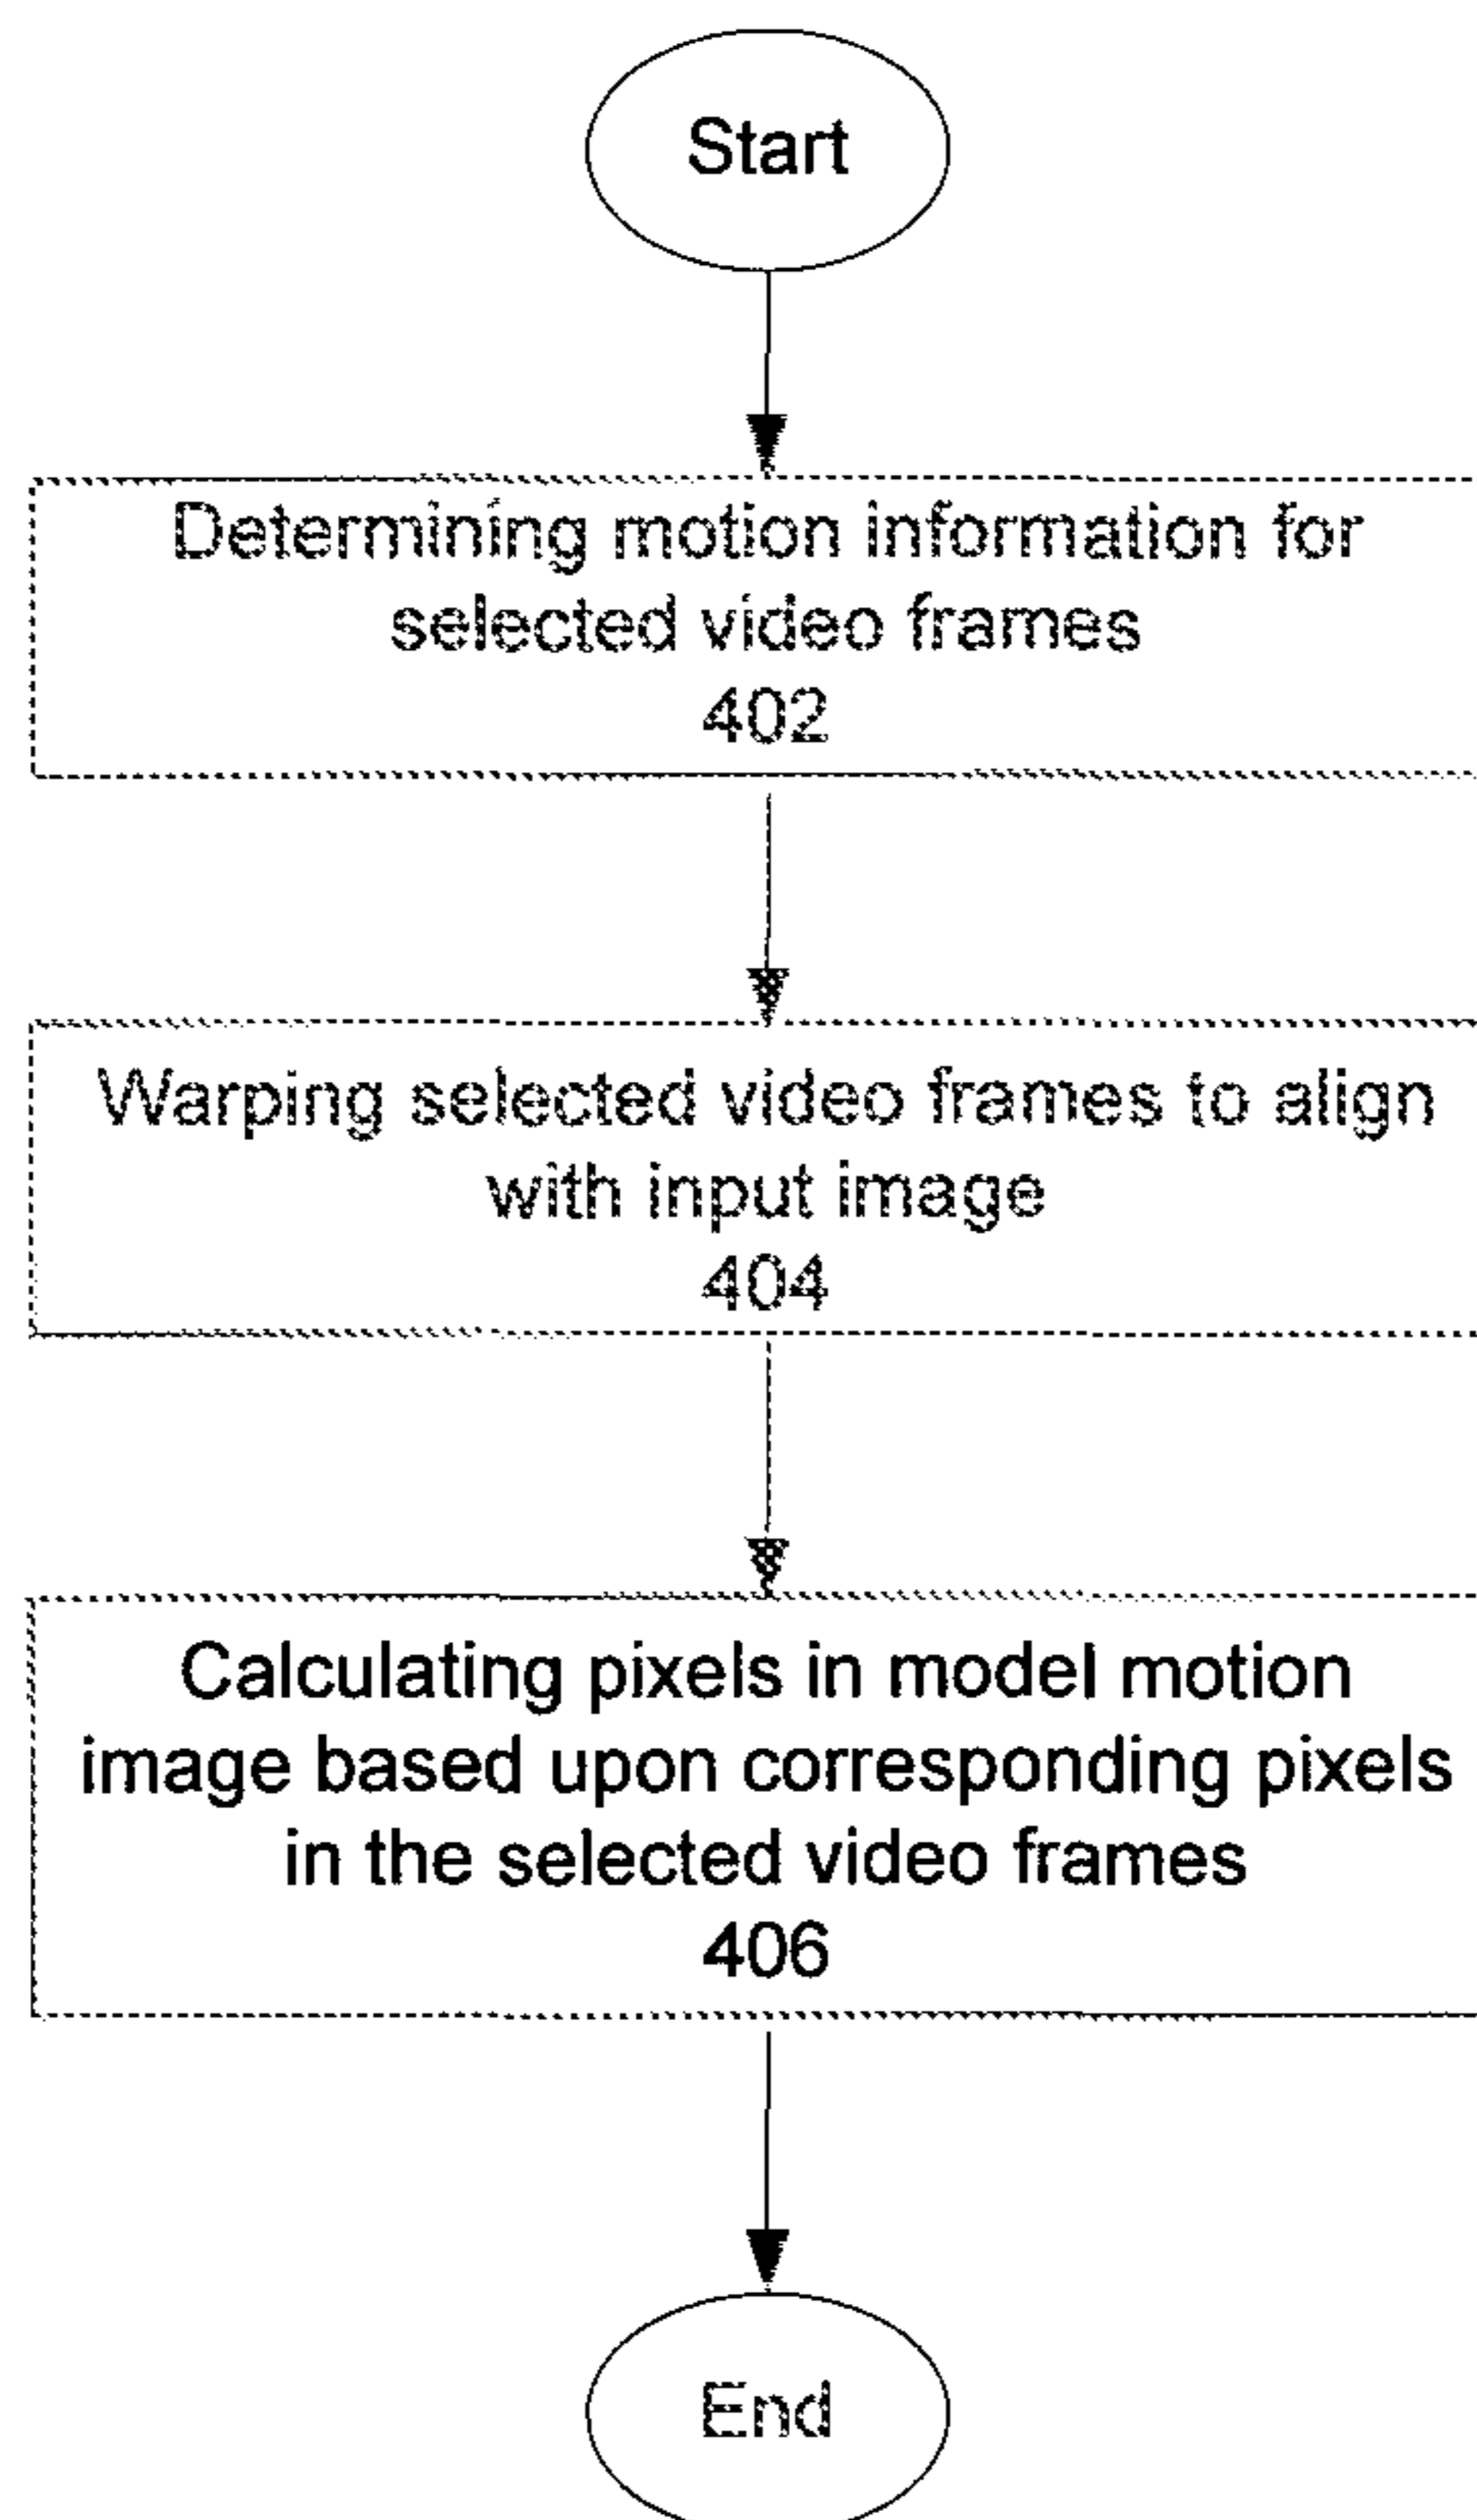 Start
Determining motion information for
selected video frames
402
Warping selected video frames to align
with input image
404
Calculating pixels in model motion
image based upon corresponding pixels
in the selected video frames
406
End